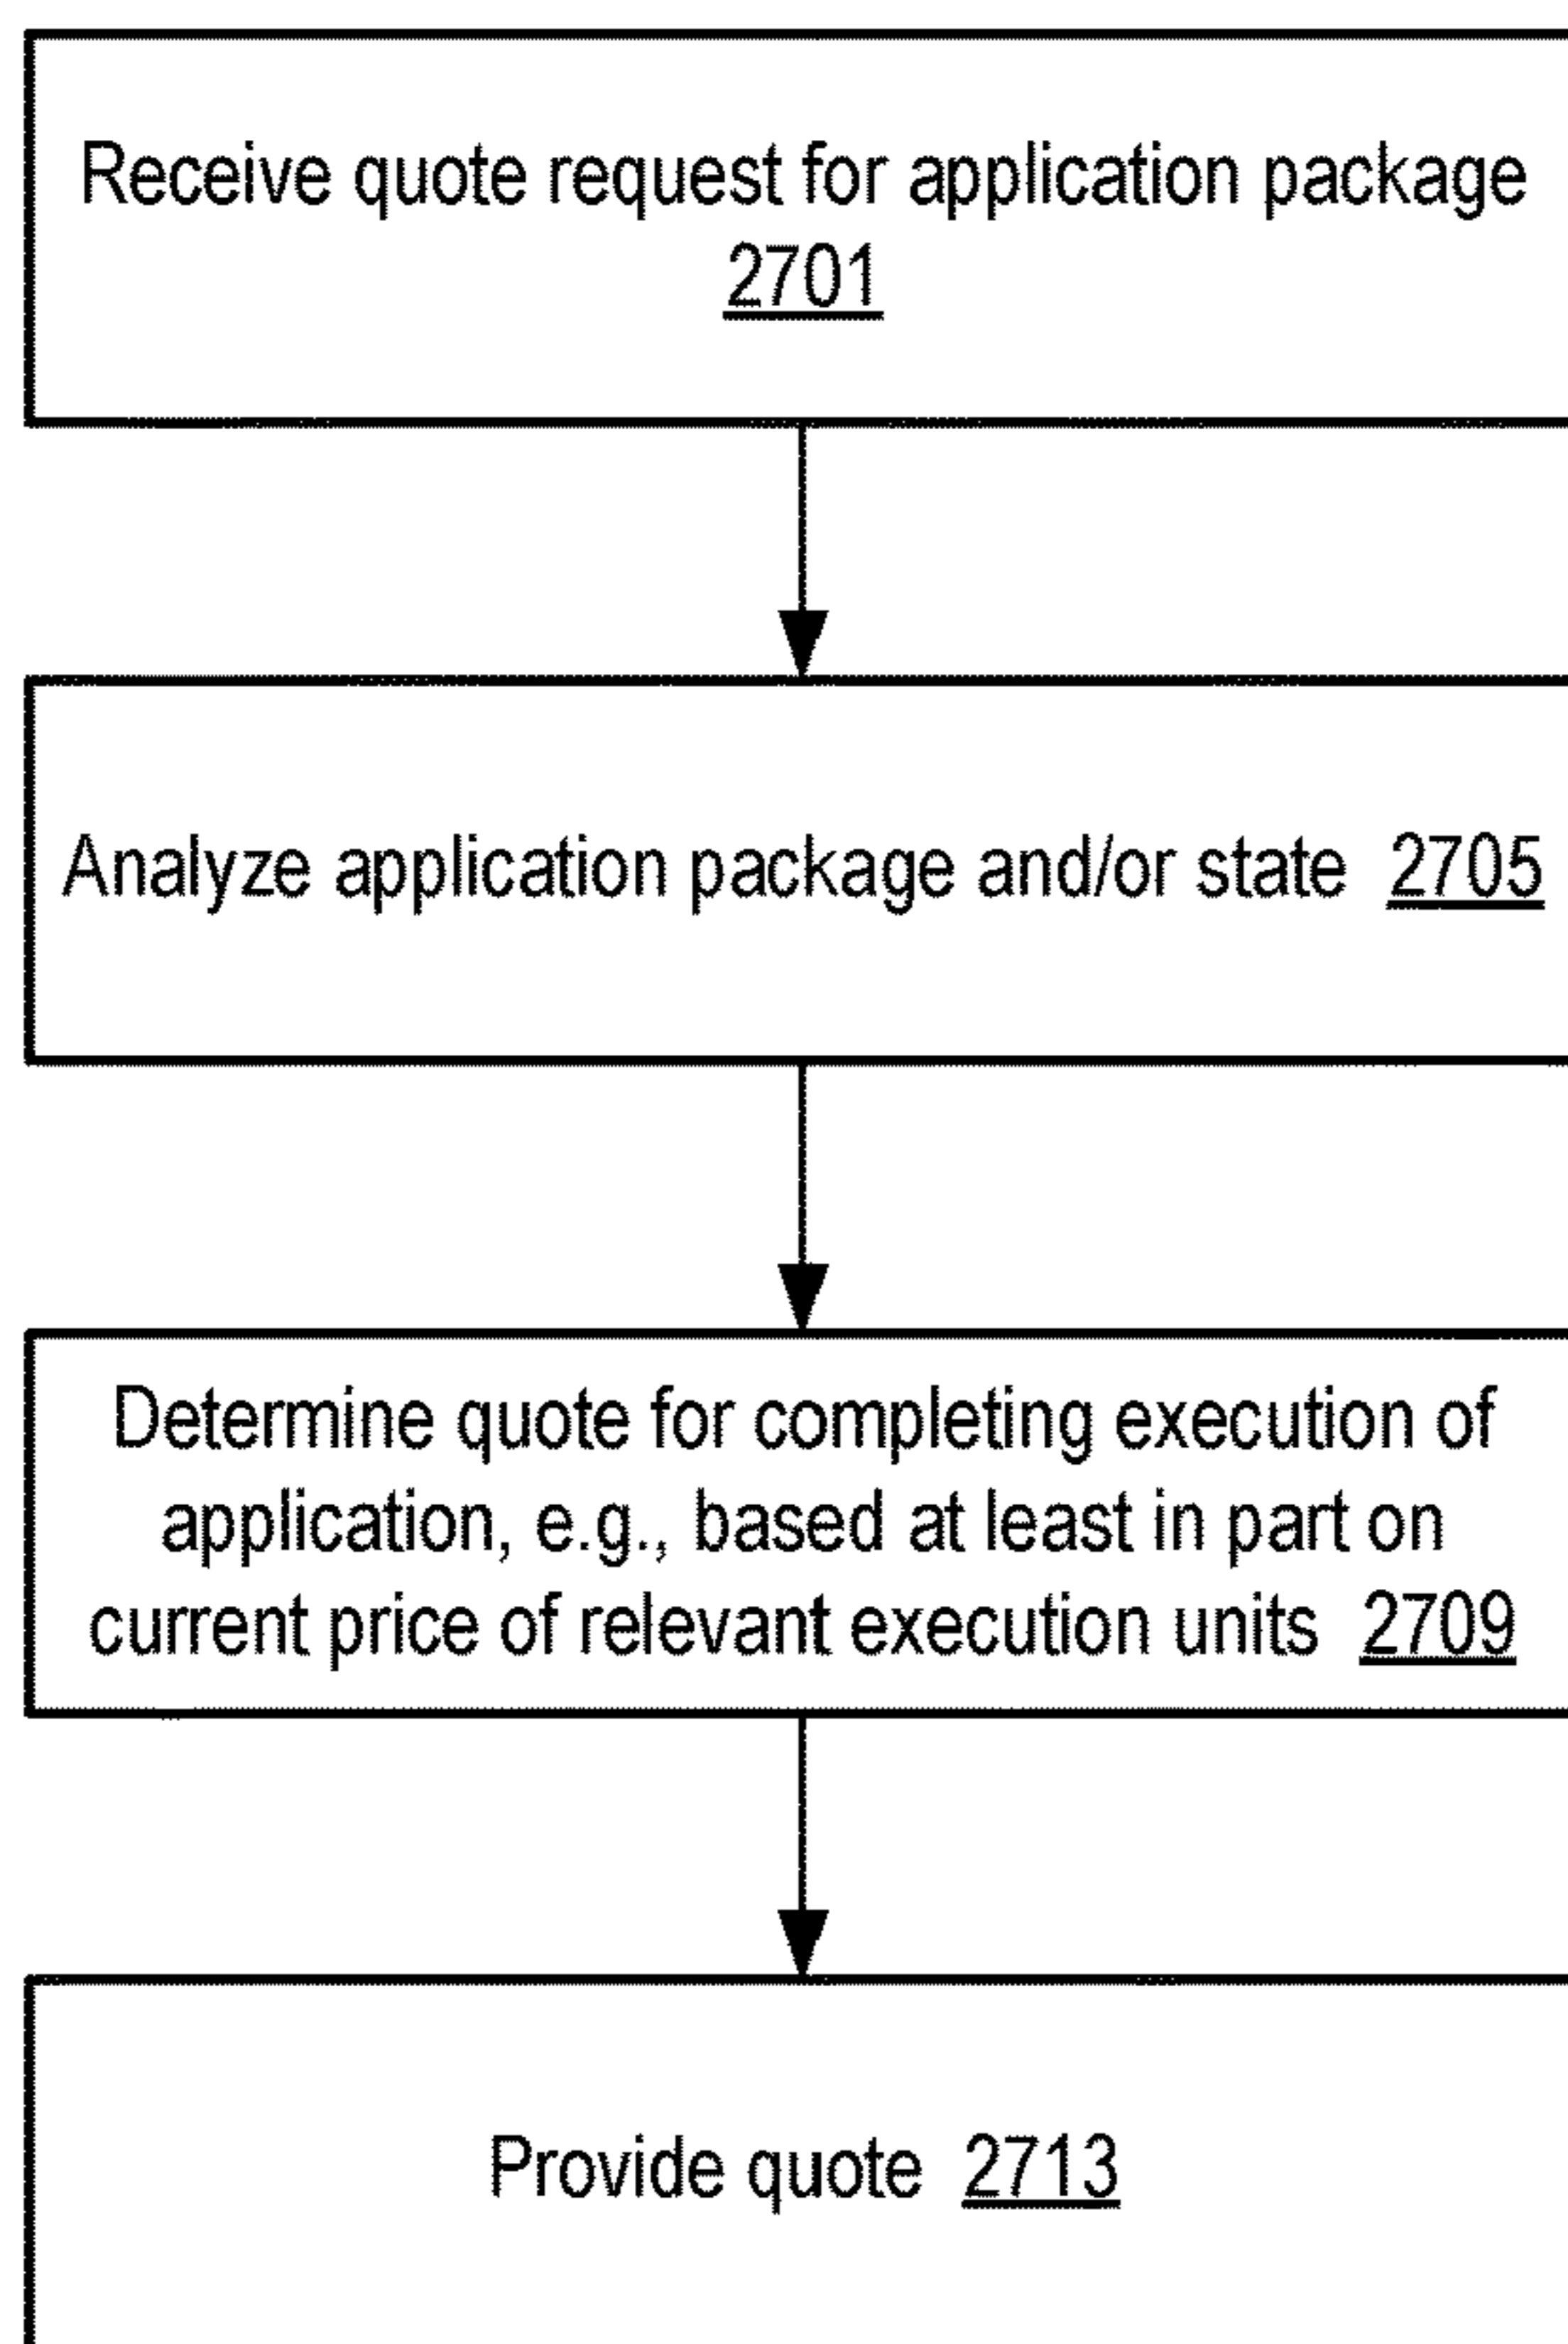 Receive quote request for application package
2701
Analyze application package and/or state 2705
Determine quote for completing execution of
application, e.g., based at least in part on
current price of relevant execution units 2709
Provide quote 2713